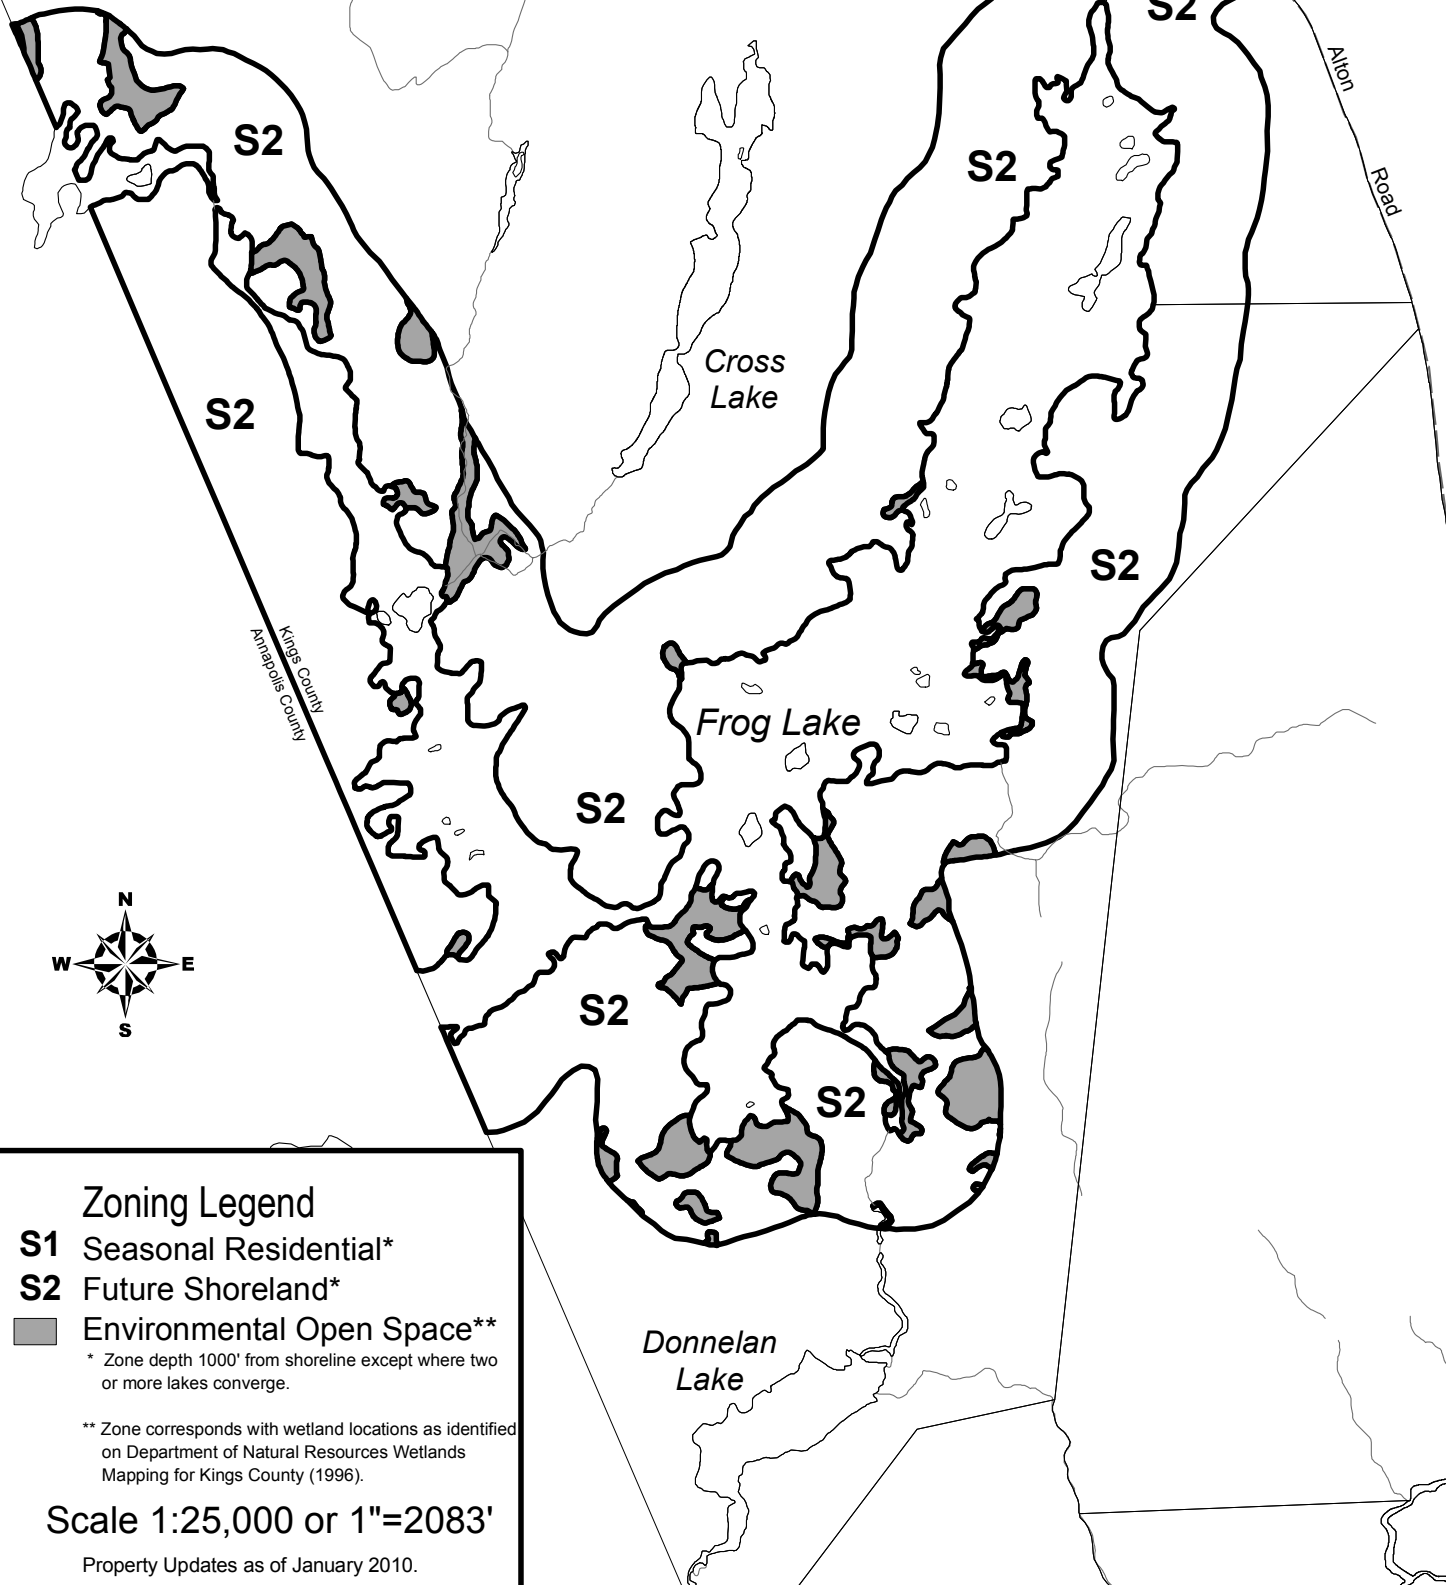 S2
Alton
Road
S2
S2
Cross
Lake
S2
S2
Kings County
Annapolis County
Frog Lake
S2
N
W
E
S
S2
S2
Donnelan
Lake
Zoning Legend
S1 Seasonal Residential*
S2 Future Shoreland*
Environmental Open Space**
* Zone depth 1000' from shoreline except where two
or more lakes converge.
** Zone corresponds with wetland locations as identified
on Department of Natural Resources Wetlands
Mapping for Kings County (1996).
Scale 1:25,000 or 1"=2083'
Property Updates as of January 2010.